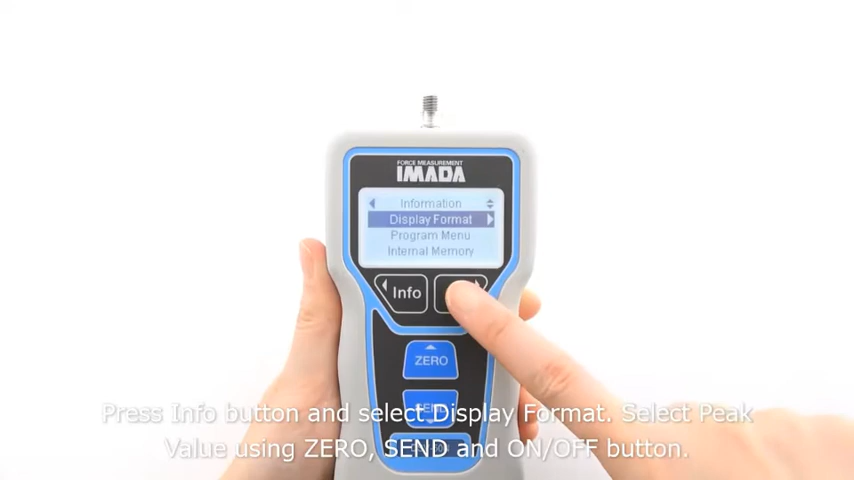 FORCE MEASUREMENT
IMADA
Information
Display Format
Program Menu
Internal Memory
Info
ZERO
SEND
Press Info button and select Display Format. Select Peak
Value using ZERO, SEND and ON/OFF button.